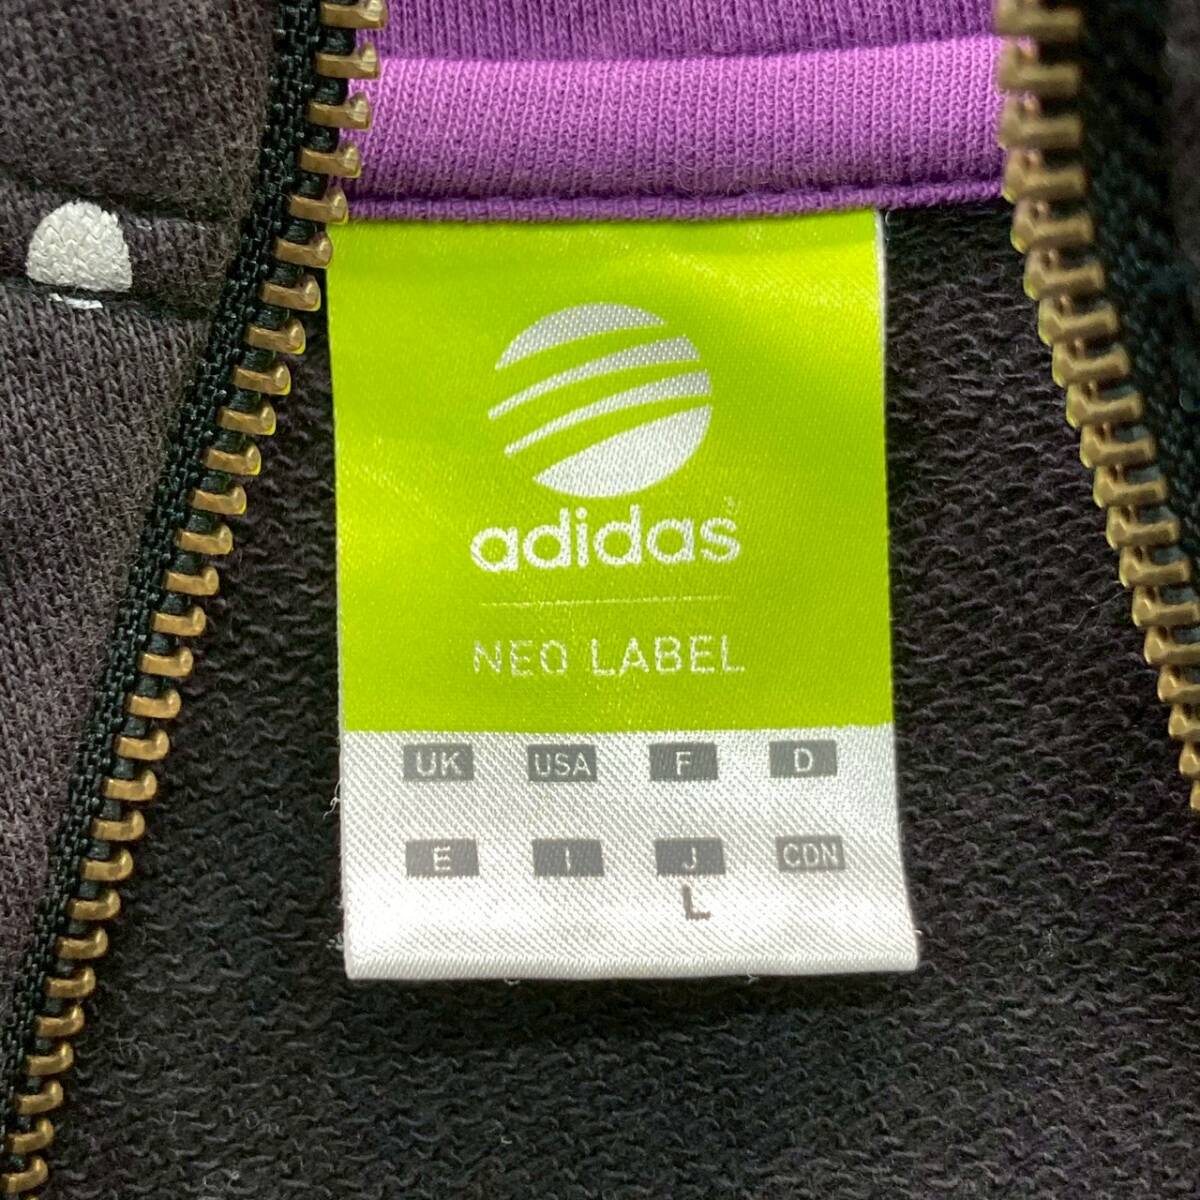 adidas
NEO LABEL
UK USA F D
E I J CDN
L